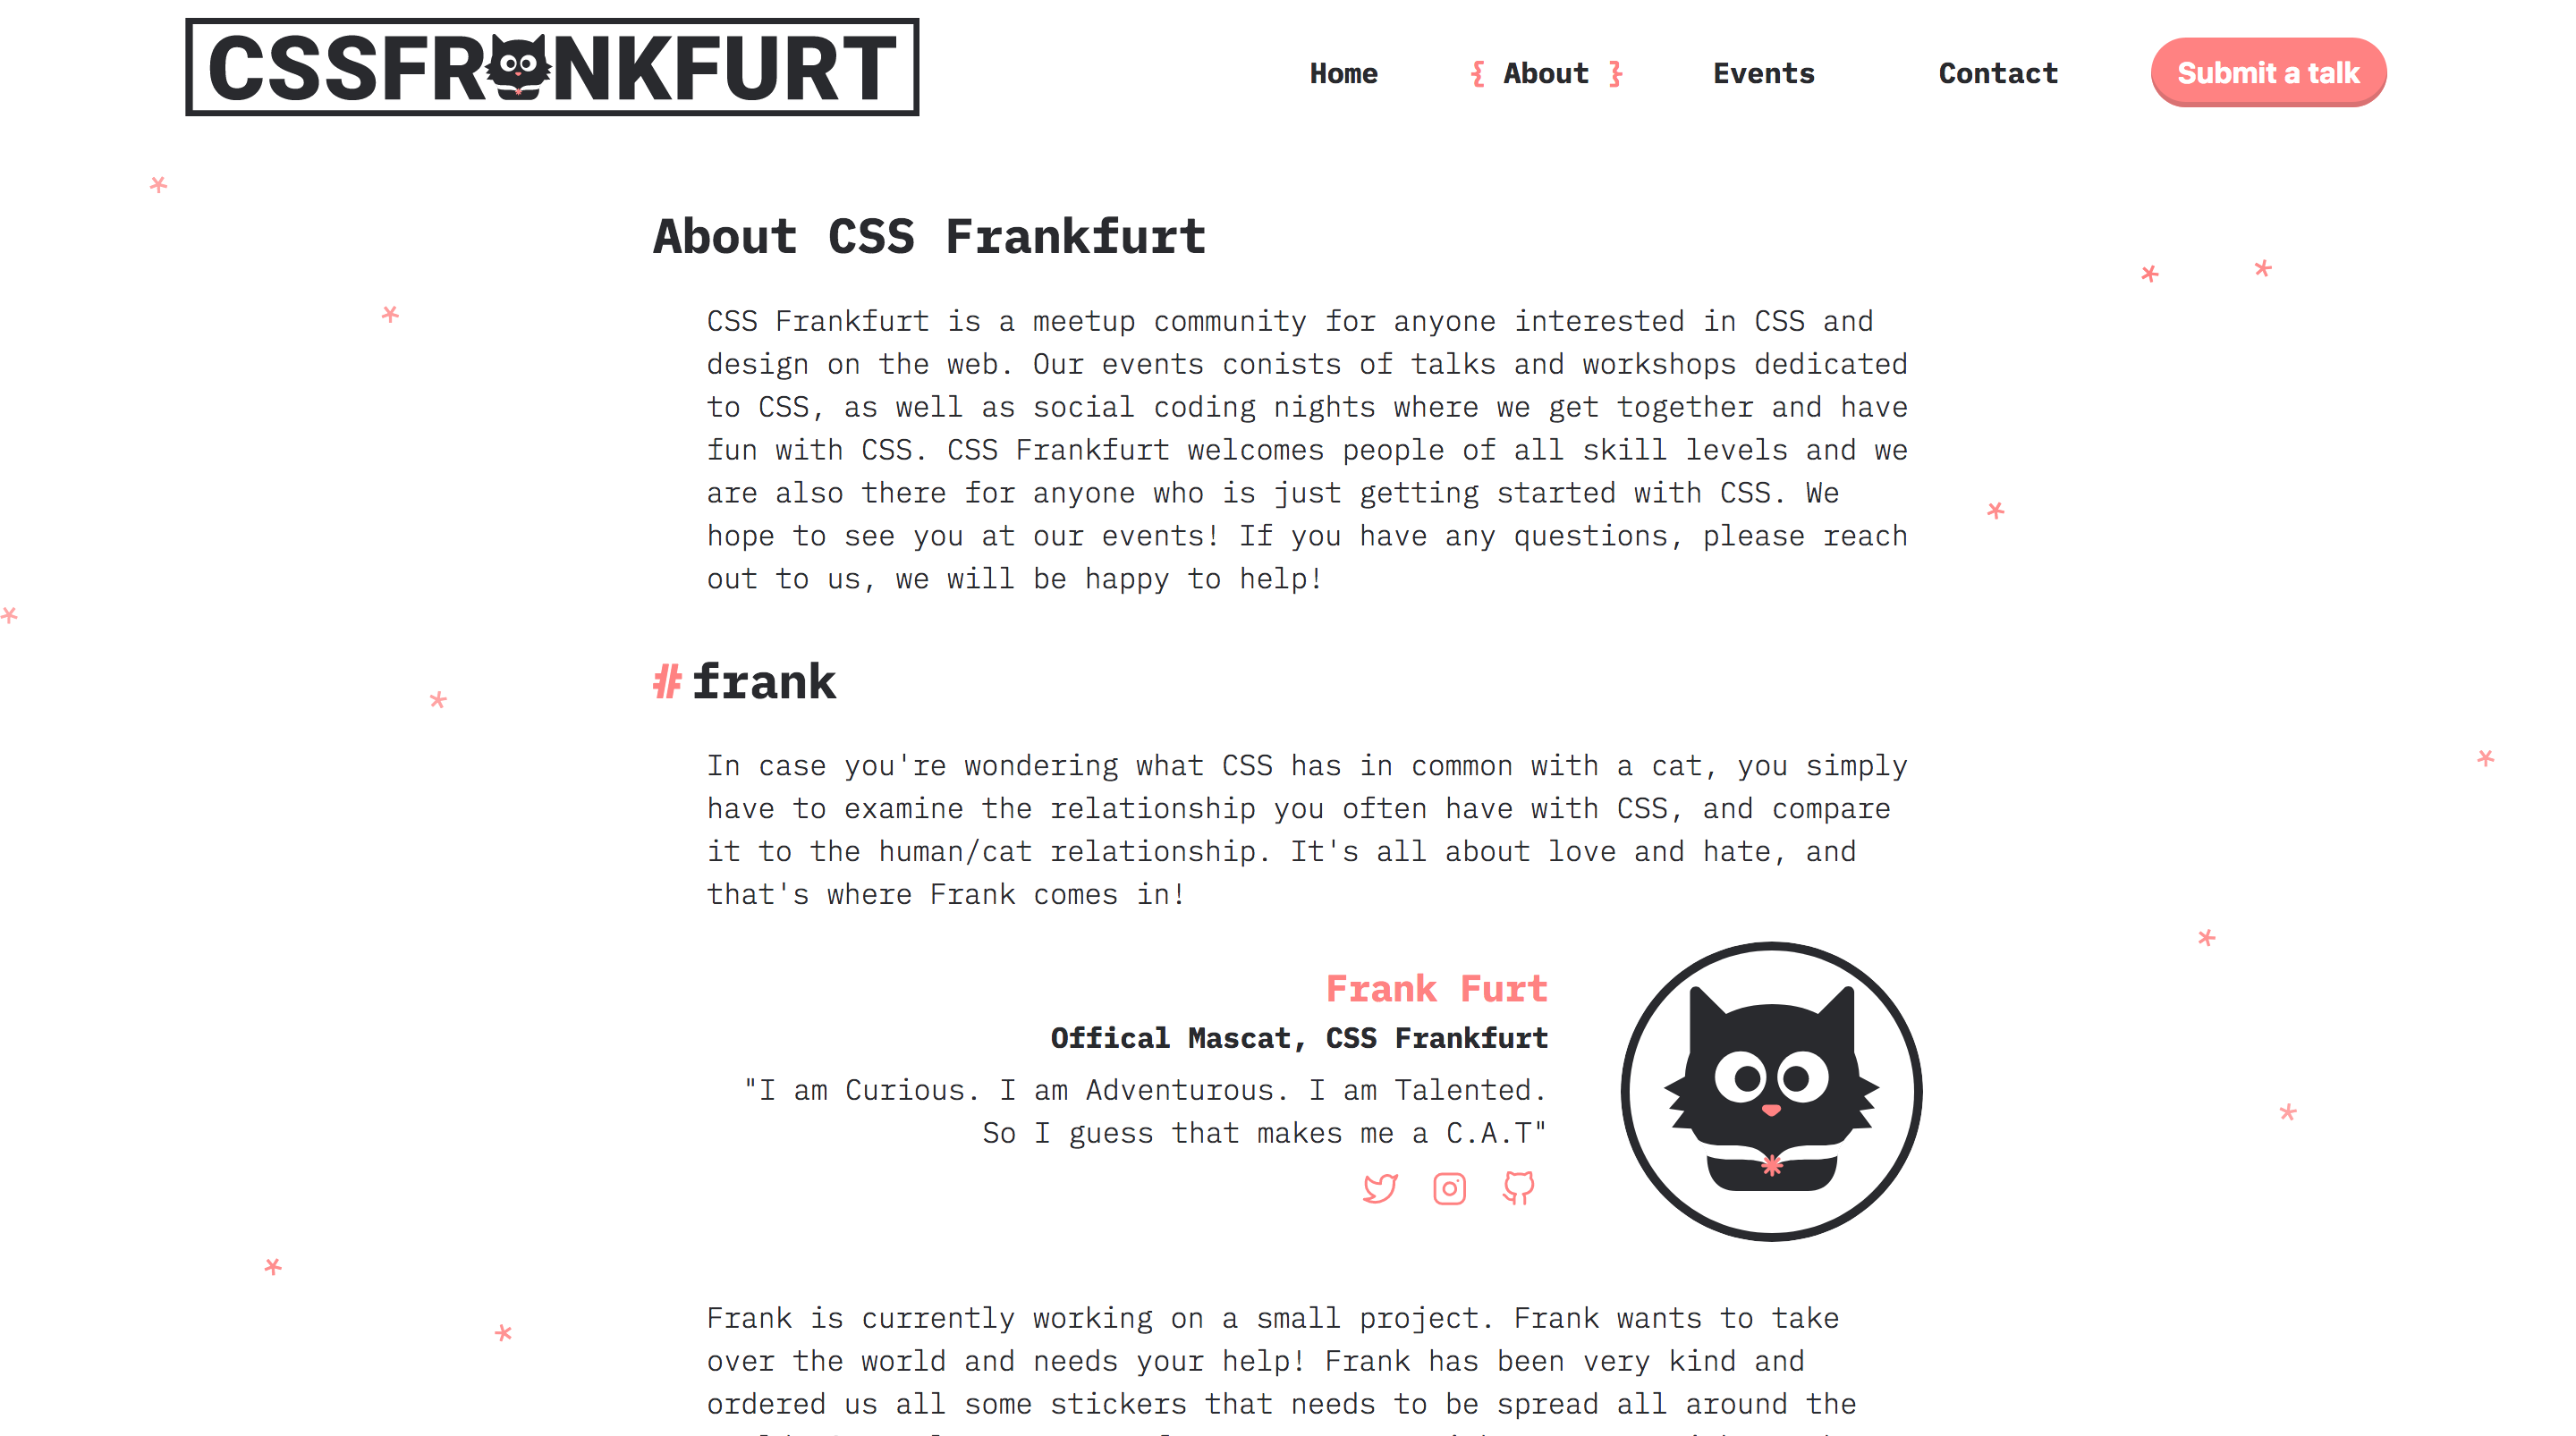 CSSFRANKFURT
Home
{ About }
Events
Contact
Submit a talk
About CSS Frankfurt
CSS Frankfurt is a meetup community for anyone interested in CSS and
design on the web. Our events conists of talks and workshops dedicated
to CSS, as well as social coding nights where we get together and have
fun with CSS. CSS Frankfurt welcomes people of all skill levels and we
are also there for anyone who is just getting started with CSS. We
hope to see you at our events! If you have any questions, please reach
out to us, we will be happy to help!
#frank
In case you're wondering what CSS has in common with a cat, you simply
have to examine the relationship you often have with CSS, and compare
it to the human/cat relationship. It's all about love and hate, and
that's where Frank comes in!
Frank Furt
Offical Mascat, CSS Frankfurt
"I am Curious. I am Adventurous. I am Talented.
So I guess that makes me a C.A.T"
Frank is currently working on a small project. Frank wants to take
over the world and needs your help! Frank has been very kind and
ordered us all some stickers that needs to be spread all around the